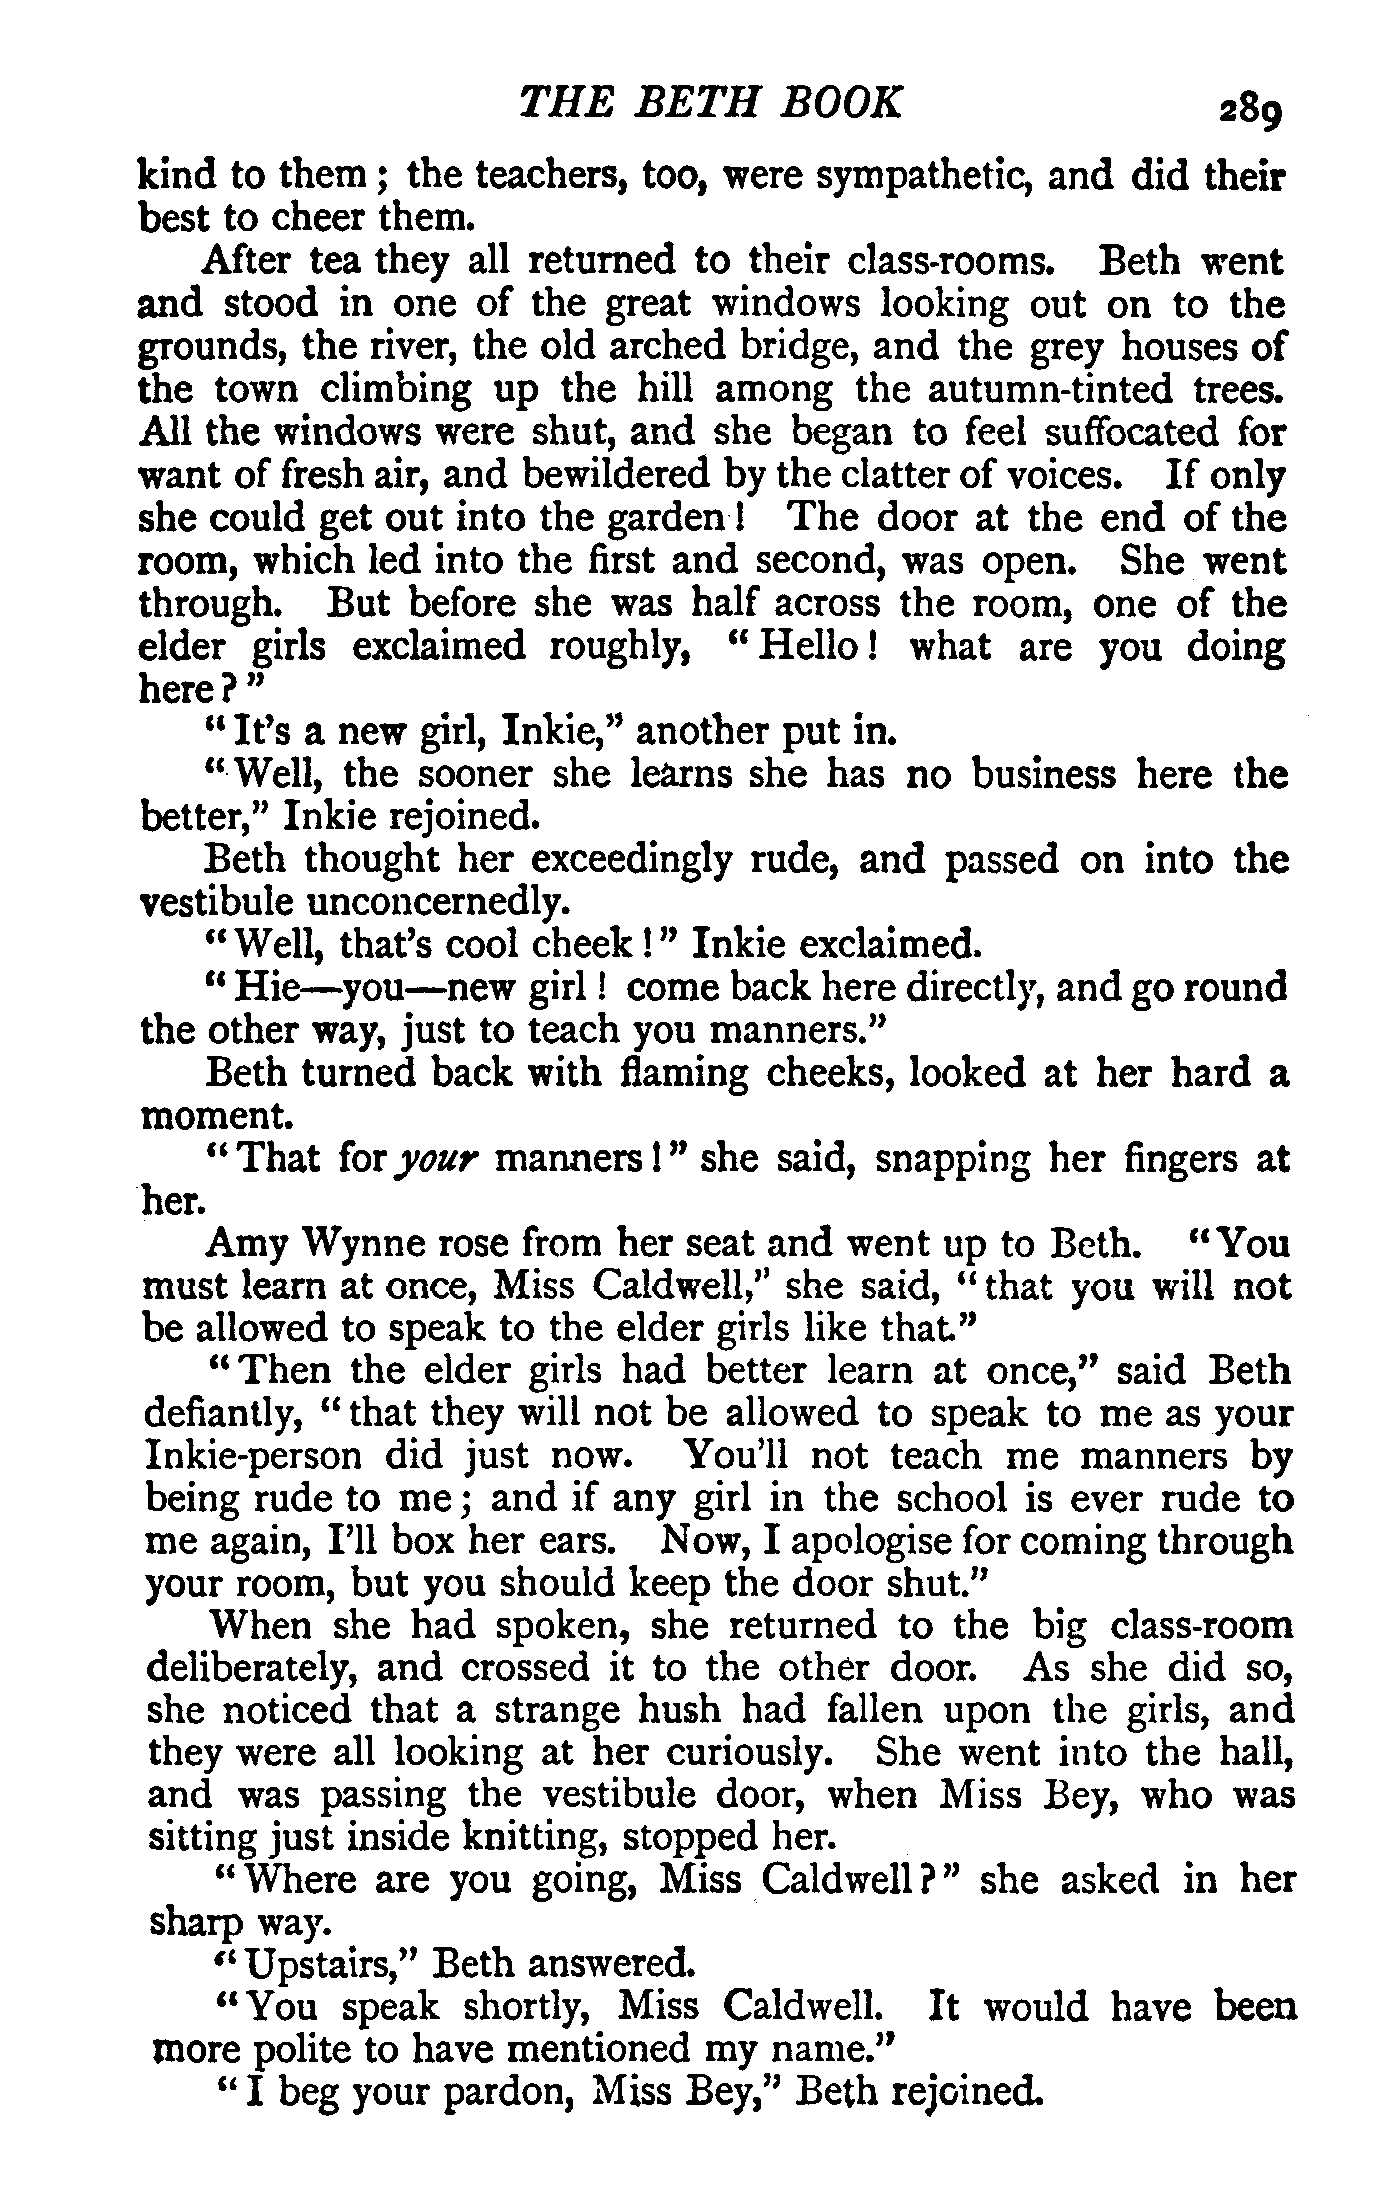 THE BETH BOOK 289
kind to them; the teachers, too, were sympathetic, and did their
best to cheer them.
After tea they all returned to their class-rooms. Beth went
and stood in one of the great windows looking out on to the
grounds, the river, the old arched bridge, and the grey houses of
the town climbing up the hill among the autumn-tinted trees.
All the windows were shut, and she began to feel suffocated for
want of fresh air, and bewildered by the clatter of voices. If only
she could get out into the garden! The door at the end of the
room, which led into the first and second, was open. She went
through. But before she was half across the room, one of the
elder girls exclaimed roughly, “Hello! what are you doing
here?”
“It’s a new girl, Inkie,” another put in.
“Well, the sooner she learns she has no business here the
better,” Inkie rejoined.
Beth thought her exceedingly rude, and passed on into the
vestibule unconcernedly.
“Well, that’s cool cheek!” Inkie exclaimed.
“Hie—you—new girl! come back here directly, and go round
the other way, just to teach you manners.”
Beth turned back with flaming cheeks, looked at her hard a
moment.
“That for your manners!” she said, snapping her fingers at
her.
Amy Wynne rose from her seat and went up to Beth. “You
must learn at once, Miss Caldwell,” she said, “that you will not
be allowed to speak to the elder girls like that.”
“Then the elder girls had better learn at once,” said Beth
defiantly, “that they will not be allowed to speak to me as your
Inkie-person did just now. You’ll not teach me manners by
being rude to me; and if any girl in the school is ever rude to
me again, I’ll box her ears. Now, I apologise for coming through
your room, but you should keep the door shut.”
When she had spoken, she returned to the big class-room
deliberately, and crossed it to the other door. As she did so,
she noticed that a strange hush had fallen upon the girls, and
they were all looking at her curiously. She went into the hall,
and was passing the vestibule door, when Miss Bey, who was
sitting just inside knitting, stopped her.
“Where are you going, Miss Caldwell?” she asked in her
sharp way.
“Upstairs,” Beth answered.
“You speak shortly, Miss Caldwell. It would have been
more polite to have mentioned my name.”
“I beg your pardon, Miss Bey,” Beth rejoined.